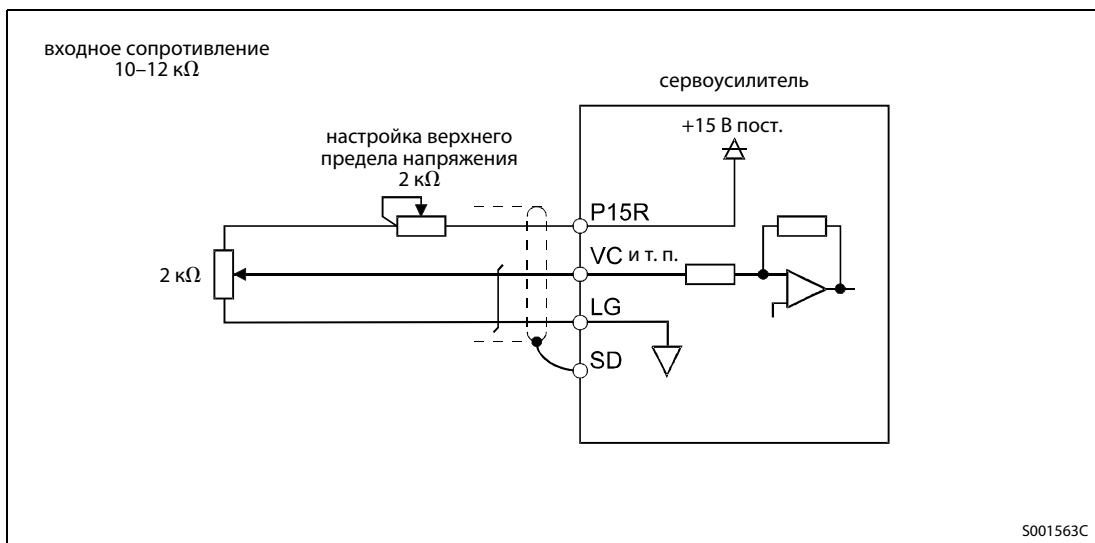 входное сопротивление
10–12 кΩ
сервоусилитель
+15 В пост.
настройка верхнего
предела напряжения
2 кΩ
P15R
VC и т. п.
2 кΩ
LG
SD
S001563C